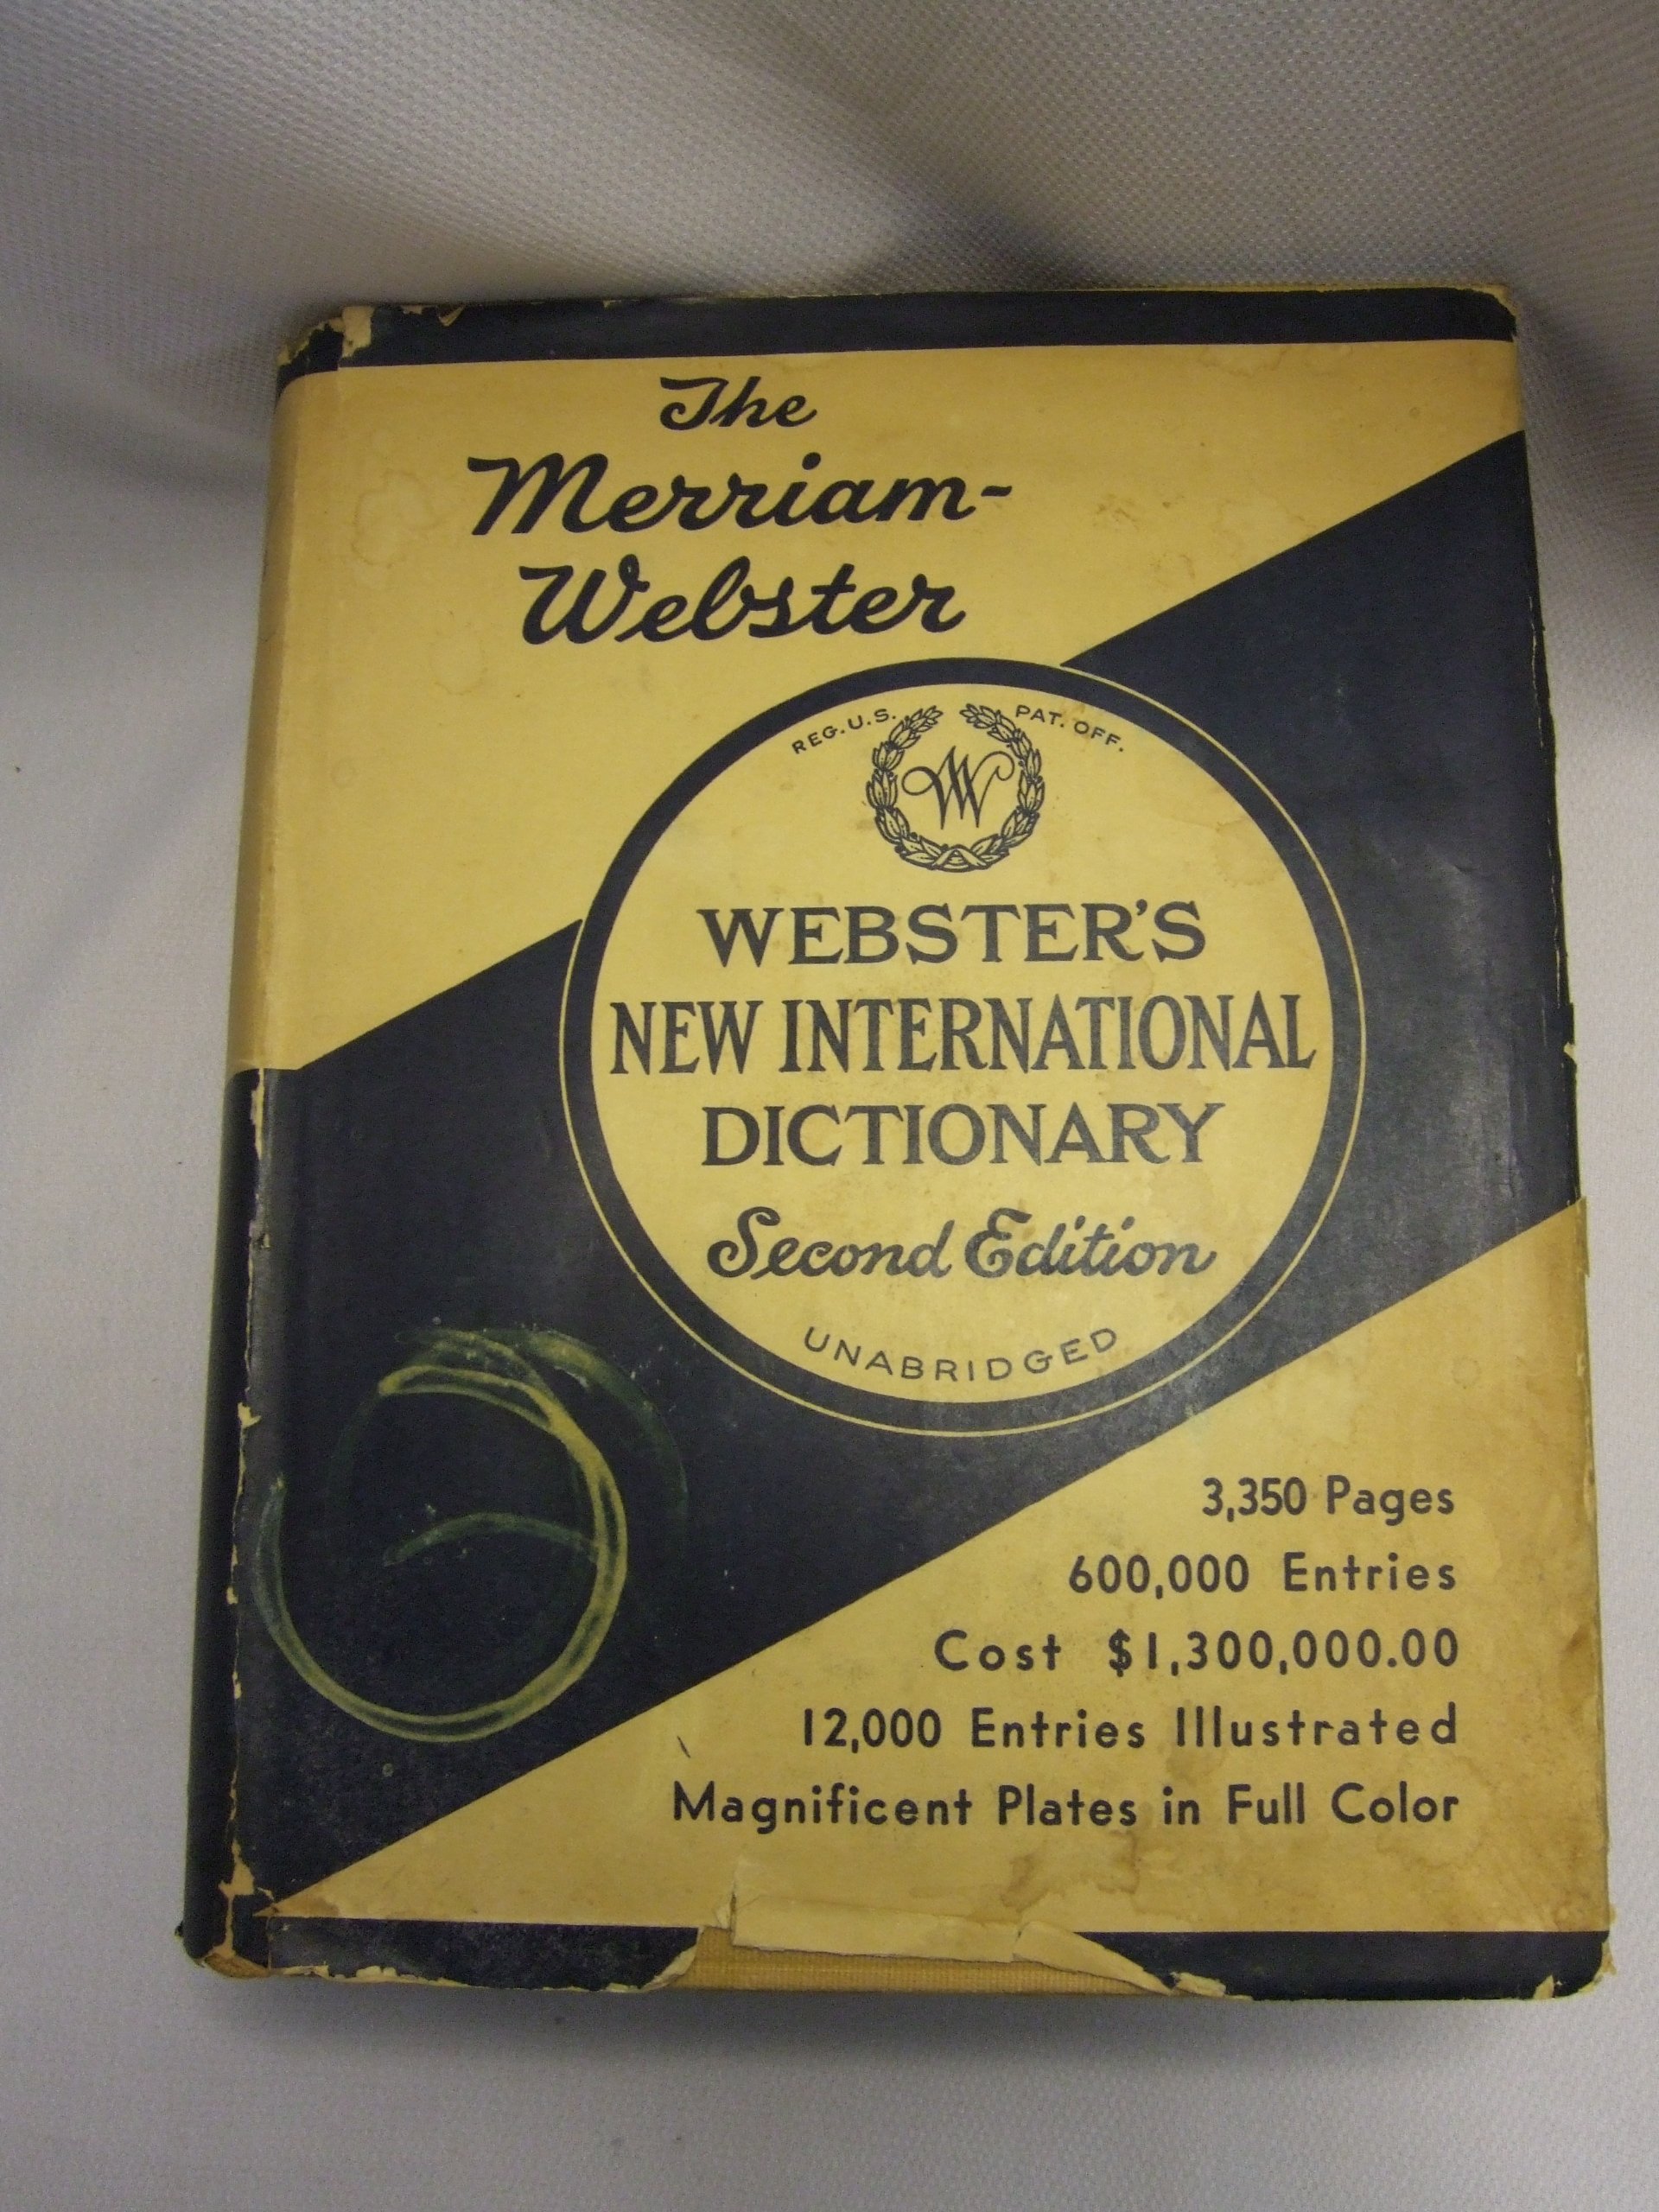 The
Merriam-
Webster
REG. U.S. PAT. OFF.
W
WEBSTER'S
NEW INTERNATIONAL
DICTIONARY
Second Edition
UNABRIDGED
3,350 Pages
600,000 Entries
Cost $1,300,000.00
12,000 Entries Illustrated
Magnificent Plates in Full Color